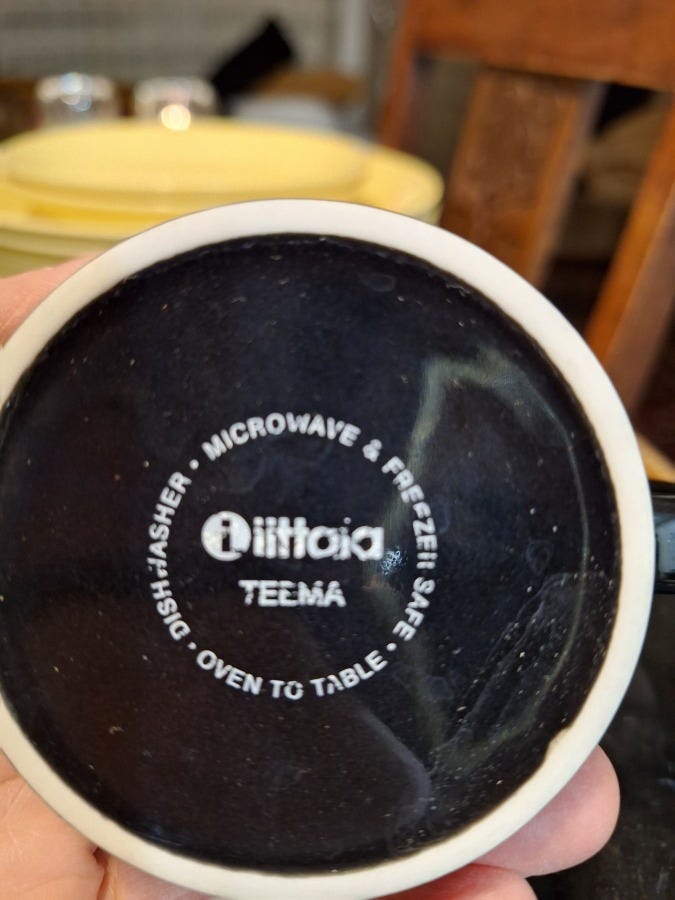 iittala
TEEMA
MICROWAVE & FREEZER SAFE • OVEN TO TABLE • DISHWASHER •